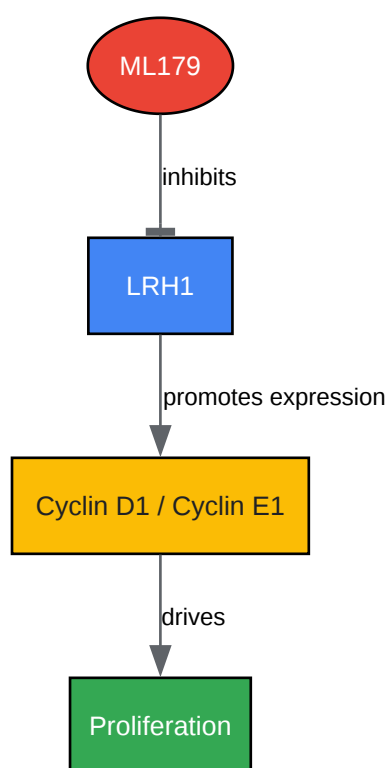 ML179
inhibits
LRH1
promotes expression
Cyclin D1 / Cyclin E1
drives
Proliferation